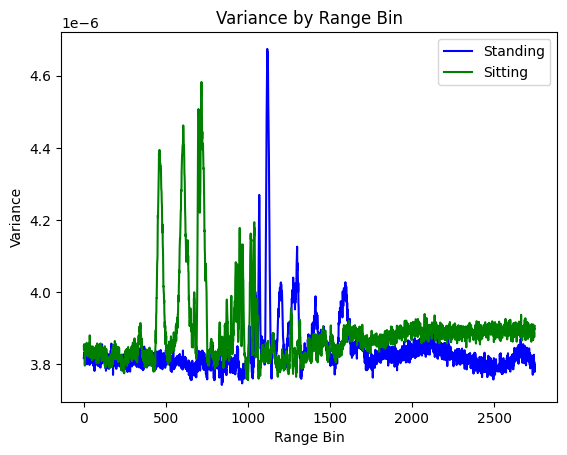 Variance by Range Bin
1e−6
Standing
Sitting
4.6
4.4
4.2
4.0
3.8
Variance
0 500 1000 1500 2000 2500
Range Bin